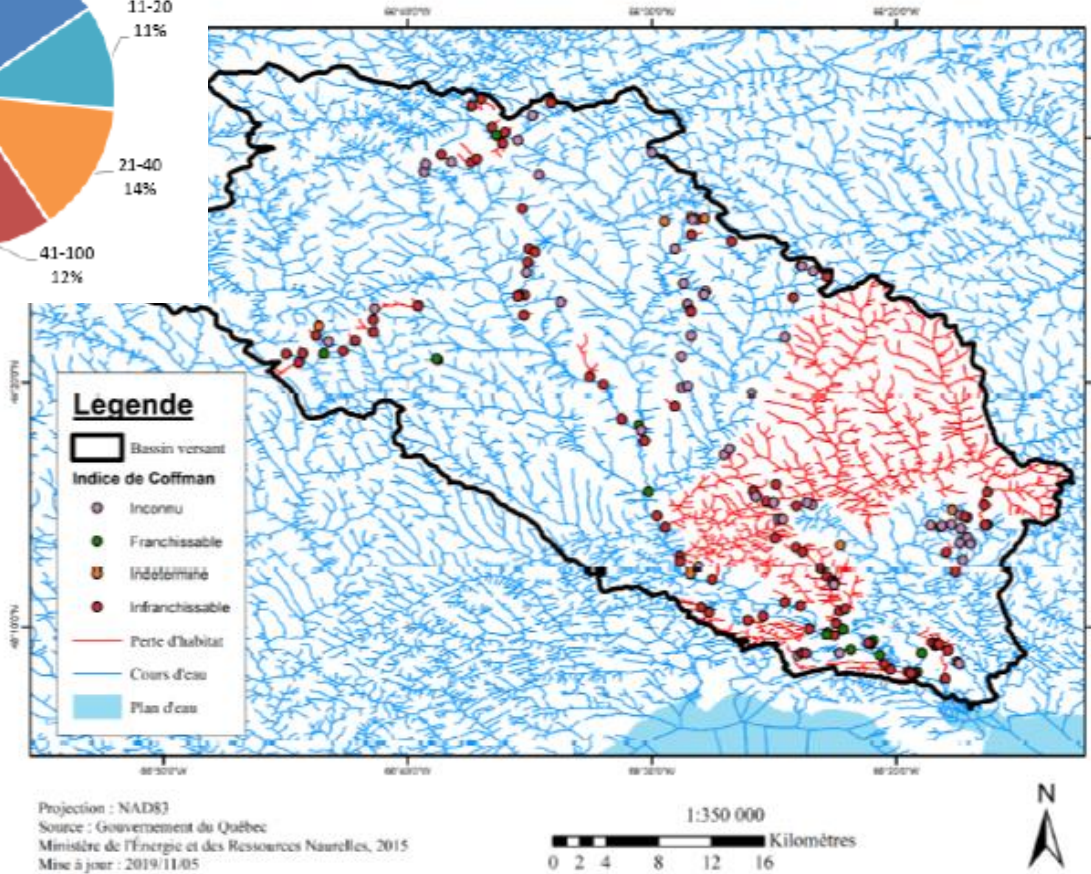 11-20
11%
21-40
14%
41-100
12%
Légende
Bassin versant
Indice de Coffman
Inconnu
Franchissable
Indéterminé
Infranchissable
Perte d'habitat
Cours d'eau
Plan d'eau
Projection : NAD83
Source : Gouvernement du Québec
Ministère de l'Énergie et des Ressources Naurelles, 2015
Mise à jour : 2019/11/05
1:350 000
Kilomètres
0 2 4 8 12 16
N